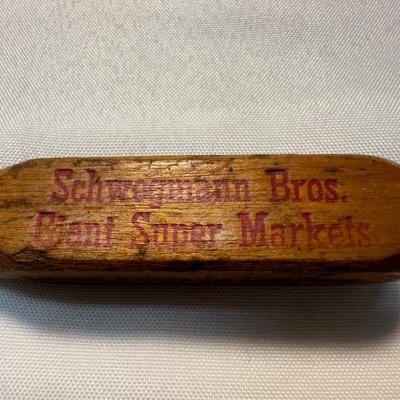 Schwegmann Bros.
Giant Super Markets